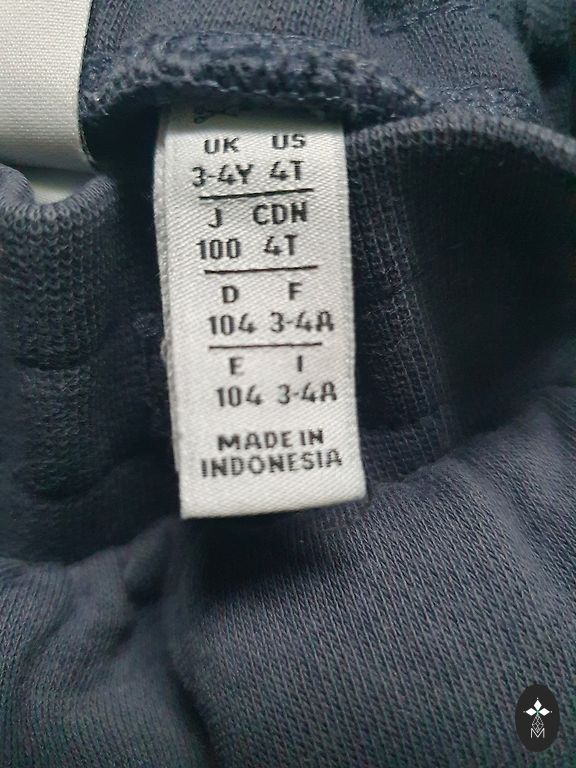 UK US
3-4Y 4T
J CDN
100 4T
D F
104 3-4A
E I
104 3-4A
MADE IN
INDONESIA
M